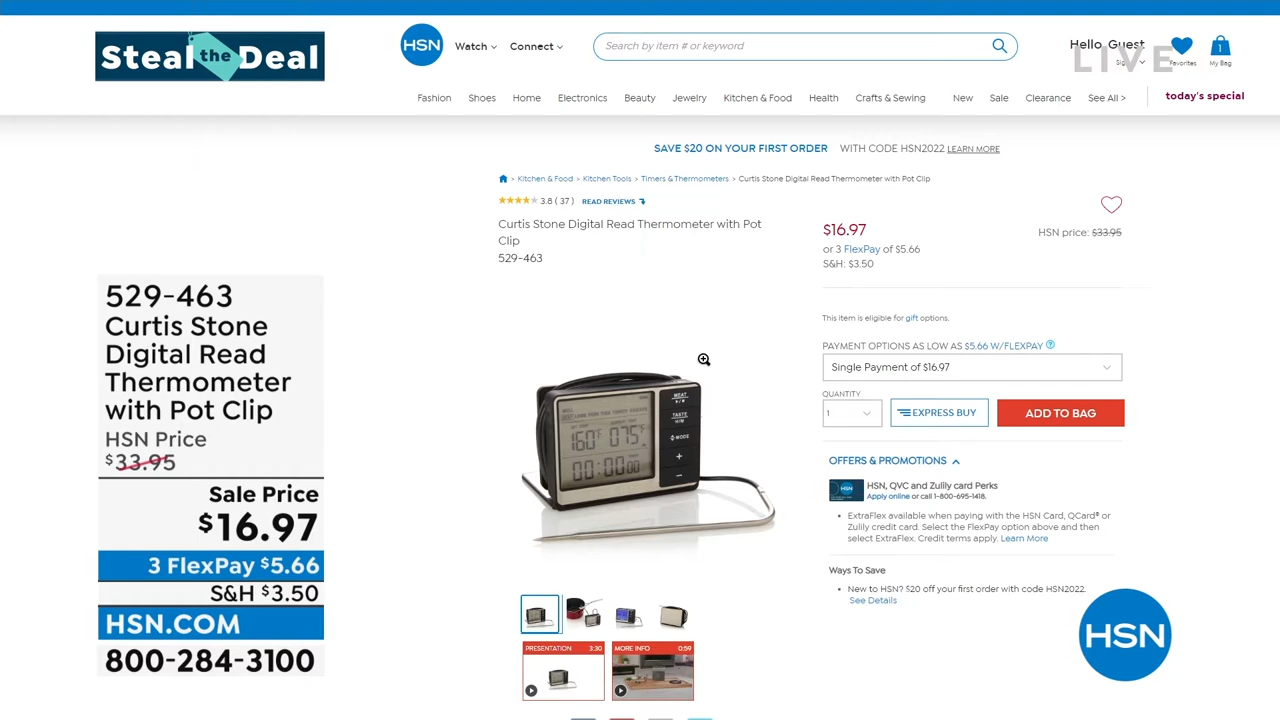 Steal the Deal
HSN
Watch
Connect
Search by item # or keyword
Hello, Guest
LIVE
Favorites
1
My Bag
Fashion
Shoes
Home
Electronics
Beauty
Jewelry
Kitchen & Food
Health
Crafts & Sewing
New
Sale
Clearance
See All >
today's special
SAVE $20 ON YOUR FIRST ORDER WITH CODE HSN2022 LEARN MORE
> Kitchen & Food > Kitchen Tools > Timers & Thermometers > Curtis Stone Digital Read Thermometer with Pot Clip
3.8 ( 37 ) READ REVIEWS
Curtis Stone Digital Read Thermometer with Pot
Clip
529-463
$16.97
HSN price: $33.95
or 3 FlexPay of $5.66
S&H: $3.50
This item is eligible for gift options.
PAYMENT OPTIONS AS LOW AS $5.66 W/FLEXPAY ?
Single Payment of $16.97
QUANTITY
1
EXPRESS BUY
ADD TO BAG
OFFERS & PROMOTIONS
HSN
HSN, QVC and Zulily card Perks
Apply online or call 1-800-695-1418.
• ExtraFlex available when paying with the HSN Card, QCard® or
Zulily credit card. Select the FlexPay option above and then
select ExtraFlex. Credit terms apply. Learn More
Ways To Save
• New to HSN? $20 off your first order with code HSN2022.
See Details
529-463
Curtis Stone
Digital Read
Thermometer
with Pot Clip
HSN Price
$33.95
Sale Price
$16.97
3 FlexPay $5.66
S&H $3.50
HSN.COM
800-284-3100
MEAT
TASTE
H/M
MODE
+
−
160°F 075°F
00:00:00
PRESENTATION 3:30
MORE INFO 0:59
HSN